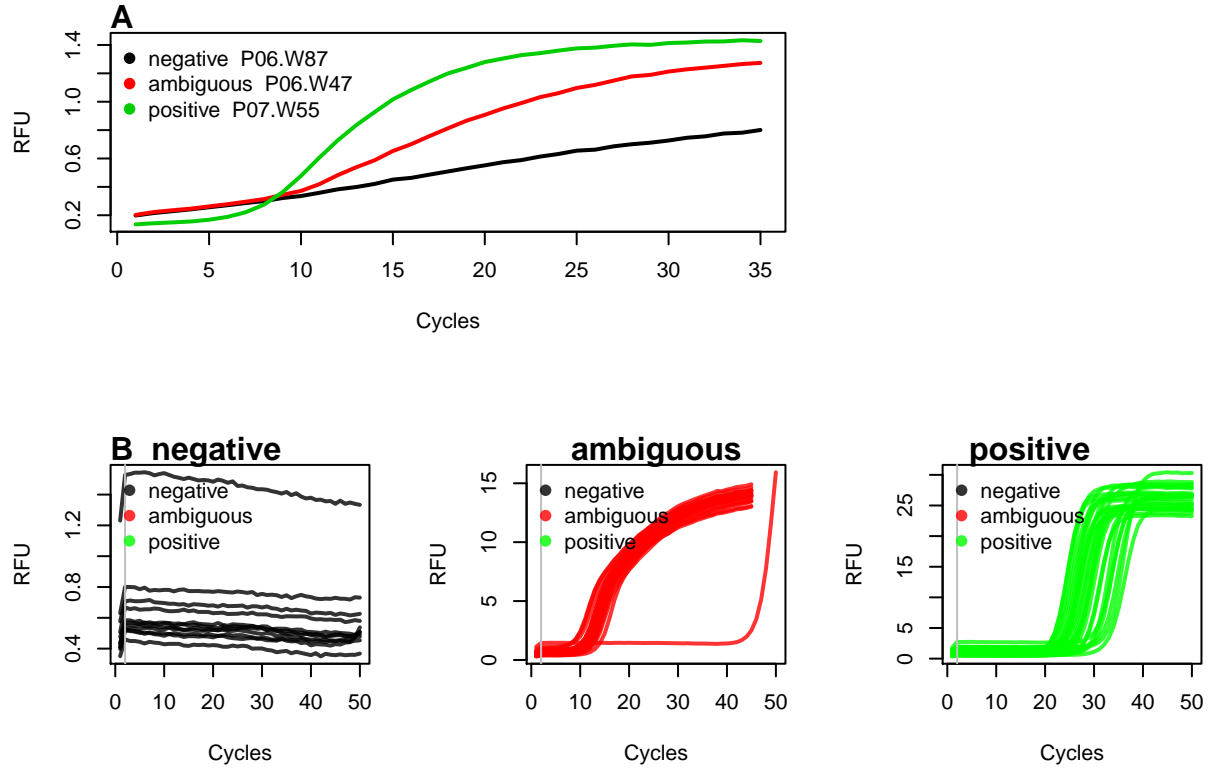 A
negative P06.W87
ambiguous P06.W47
positive P07.W55
RFU
0.2 0.6 1.0 1.4
0 5 10 15 20 25 30 35
Cycles
B negative
negative
ambiguous
positive
RFU
0.4 0.8 1.2
0 10 20 30 40 50
Cycles
ambiguous
negative
ambiguous
positive
RFU
0 5 10 15
0 10 20 30 40 50
Cycles
positive
negative
ambiguous
positive
RFU
0 5 15 25
0 10 20 30 40 50
Cycles